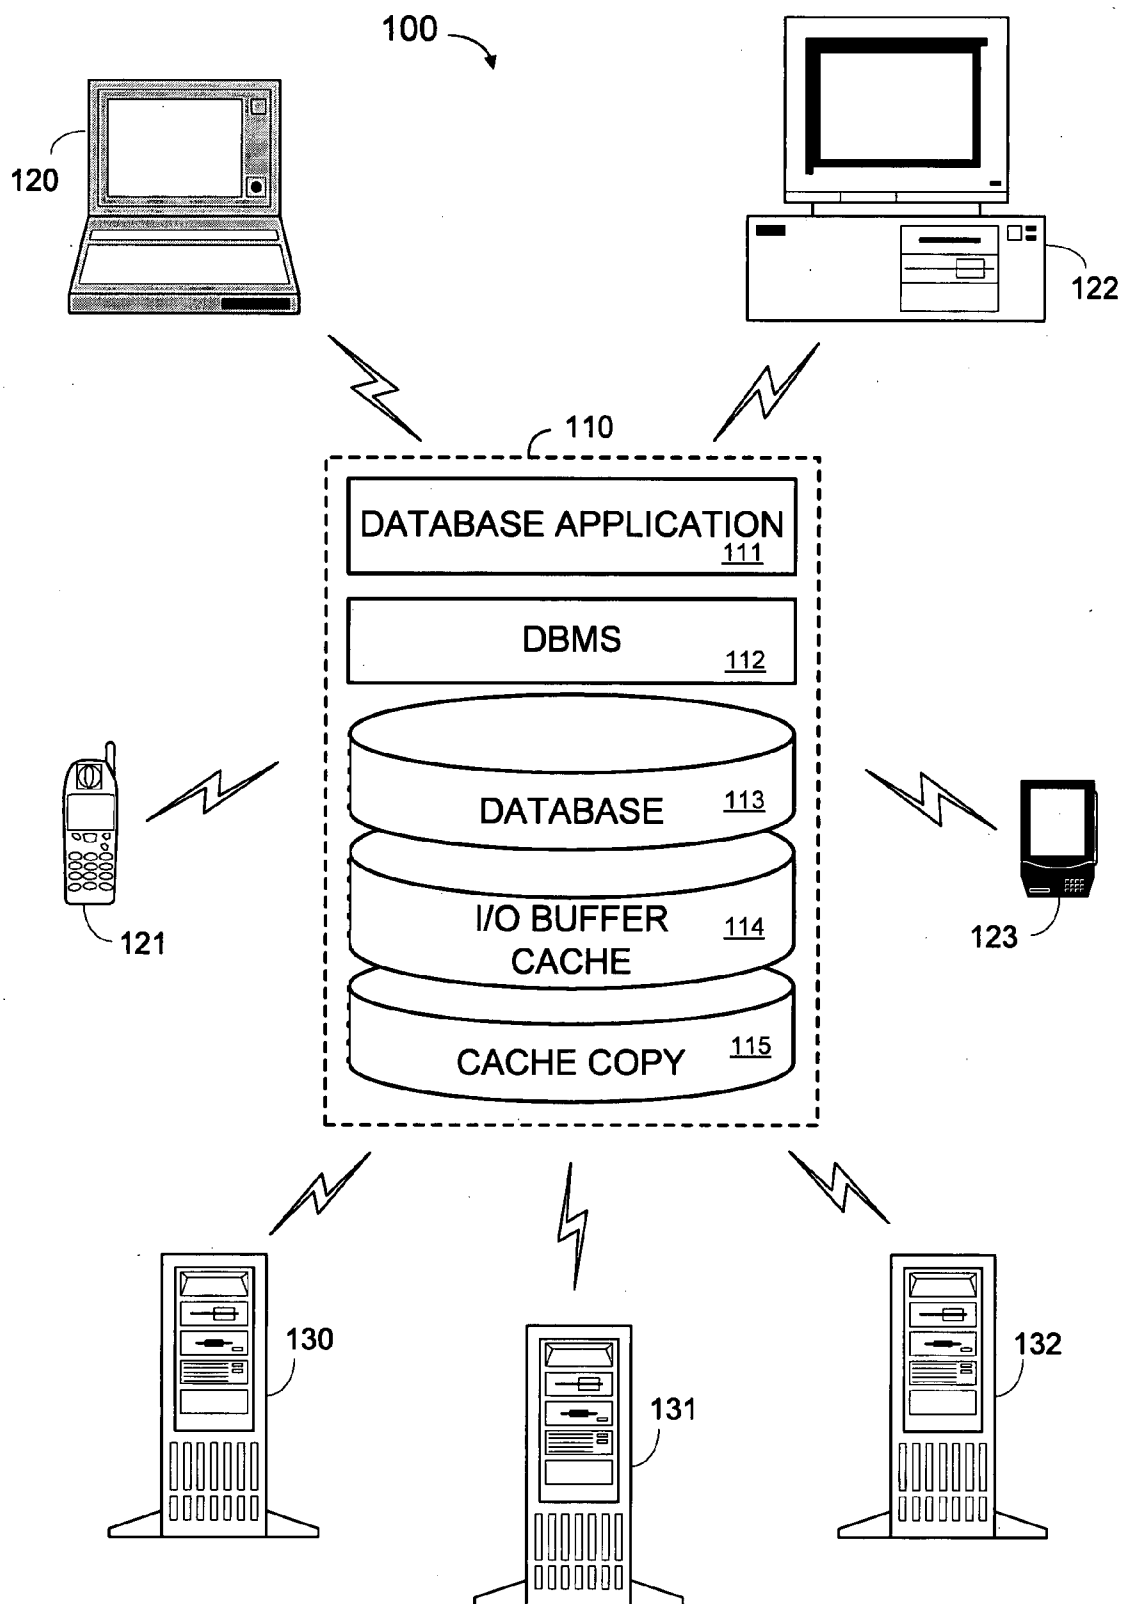 100
120
122
110
DATABASE APPLICATION
111
DBMS
112
DATABASE
113
I/O BUFFER
CACHE
114
CACHE COPY
115
121
123
130
131
132